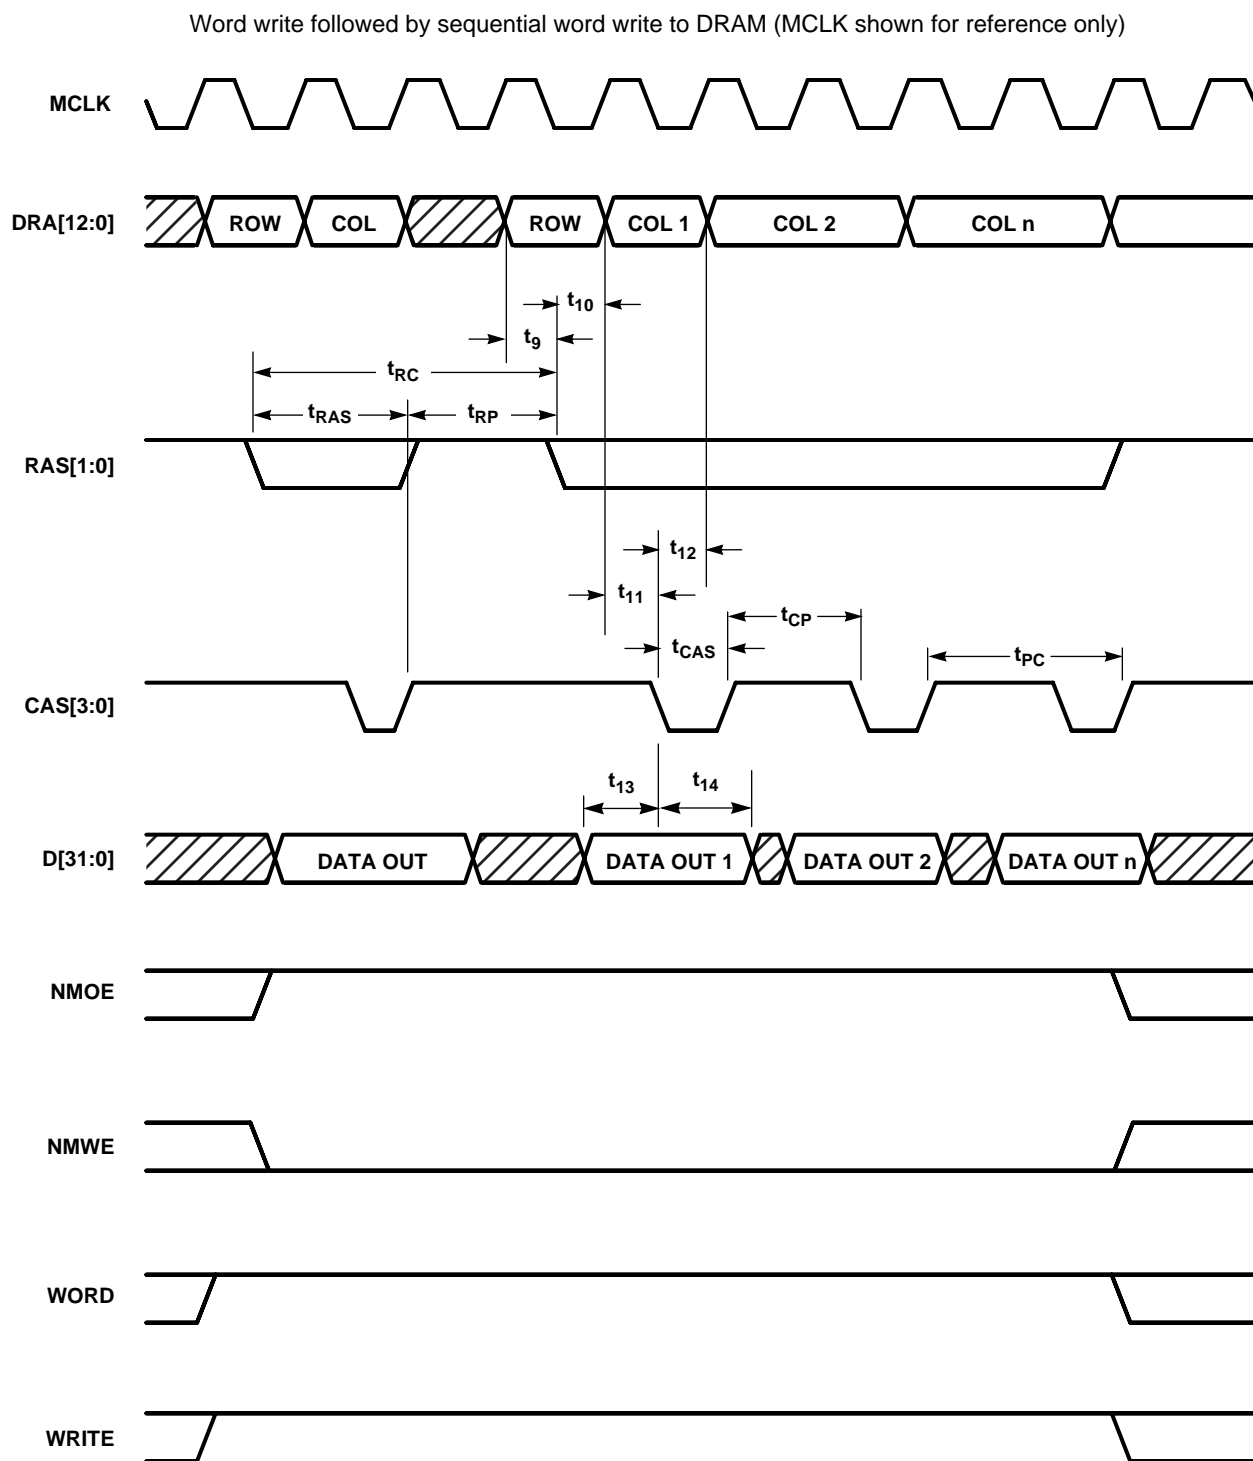 Word write followed by sequential word write to DRAM (MCLK shown for reference only)
MCLK
DRA[12:0]
ROW
COL
ROW
COL 1
COL 2
COL n
t10
t9
tRC
tRAS
tRP
RAS[1:0]
t12
t11
tCP
tCAS
tPC
CAS[3:0]
t13
t14
D[31:0]
DATA OUT
DATA OUT 1
DATA OUT 2
DATA OUT n
NMOE
NMWE
WORD
WRITE